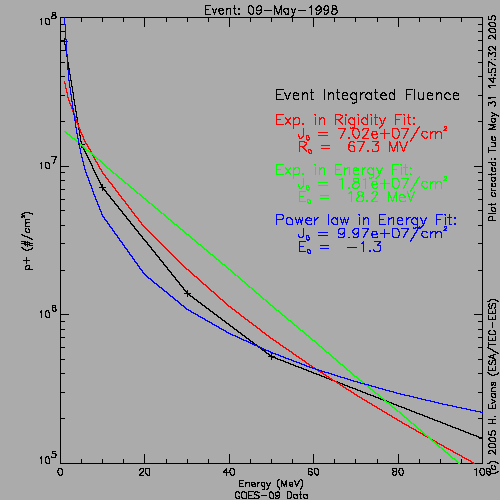 Event: 09-May-1998
Event Integrated Fluence
Exp. in Rigidity Fit:
J₀ = 7.02e+07/cm²
R₀ = 67.3 MV
Exp. in Energy Fit:
J₀ = 1.81e+07/cm²
E₀ = 18.2 MeV
Power law in Energy Fit:
J₀ = 9.97e+07/cm²
E₀ = -1.3
p+ (#/cm²)
10⁸
10⁷
10⁶
10⁵
0 20 40 60 80 100
Energy (MeV)
GOES-09 Data
Plot created: Tue May 31 14:57:32 2005
(c) 2005 H. Evans (ESA/TEC-EES)